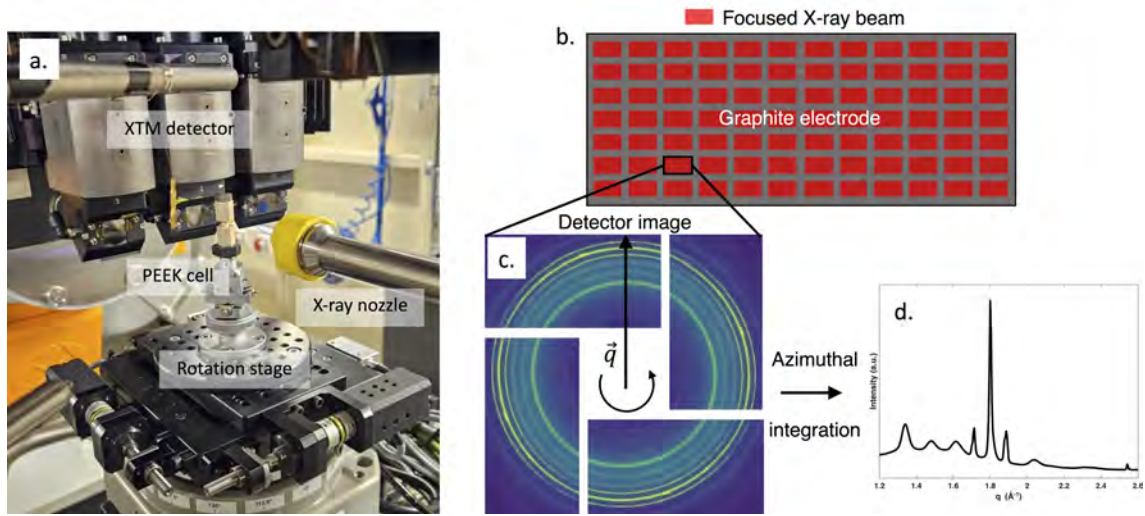 a.
XTM detector
PEEK cell
X-ray nozzle
Rotation stage
Focused X-ray beam
b.
Graphite electrode
Detector image
c.
q
Azimuthal
integration
d.
Intensity (a.u.)
1.2 1.4 1.6 1.8 2.0 2.2 2.4 2.6
q (Å⁻¹)